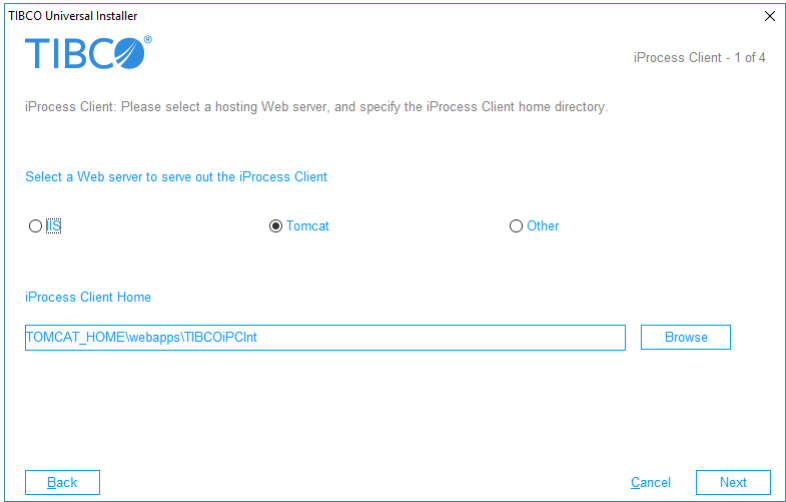 TIBCO Universal Installer
TIBCO®
iProcess Client - 1 of 4
iProcess Client: Please select a hosting Web server, and specify the iProcess Client home directory.
Select a Web server to serve out the iProcess Client
IIS
Tomcat
Other
iProcess Client Home
TOMCAT_HOME\webapps\TIBCOiPClnt
Browse
Back
Cancel
Next